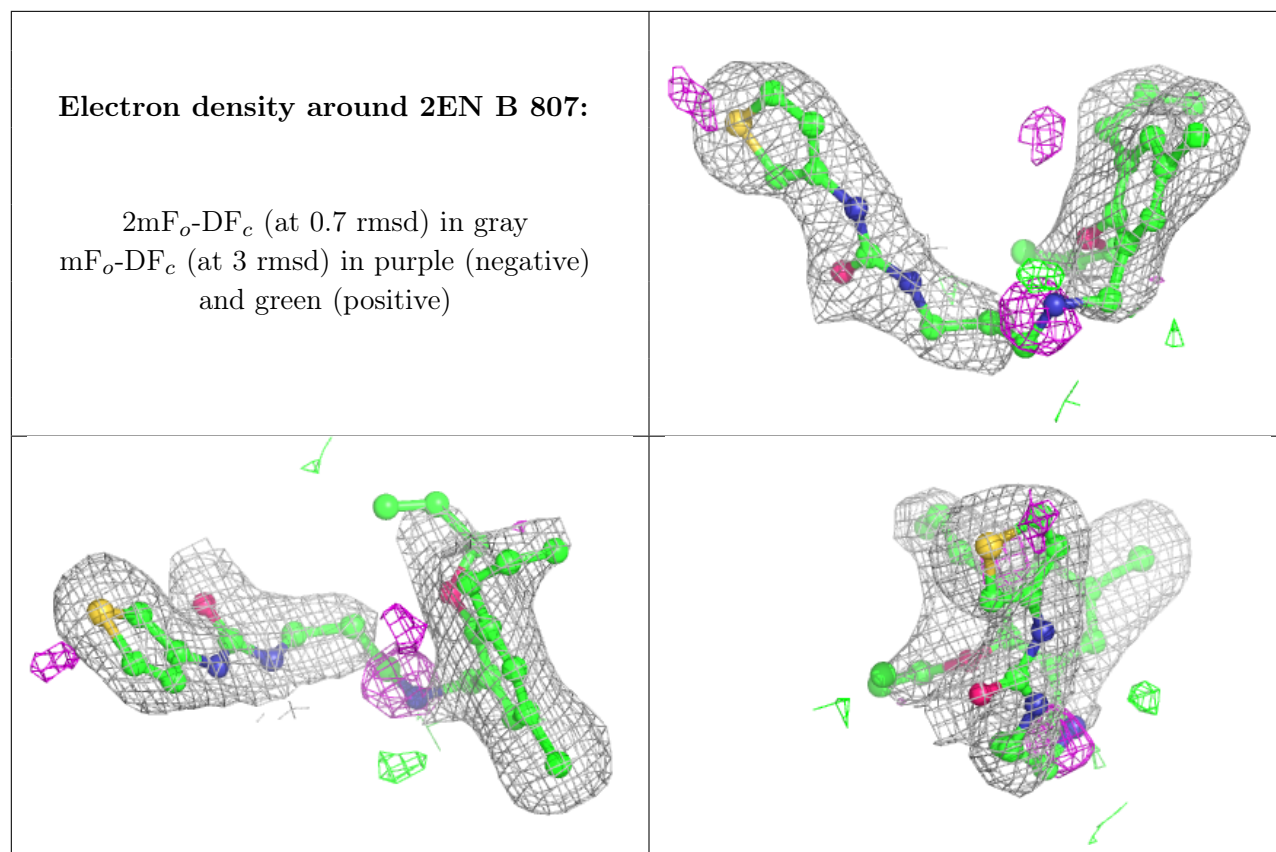 Electron density around 2EN B 807:
2mFo-DFc (at 0.7 rmsd) in gray
mFo-DFc (at 3 rmsd) in purple (negative)
and green (positive)